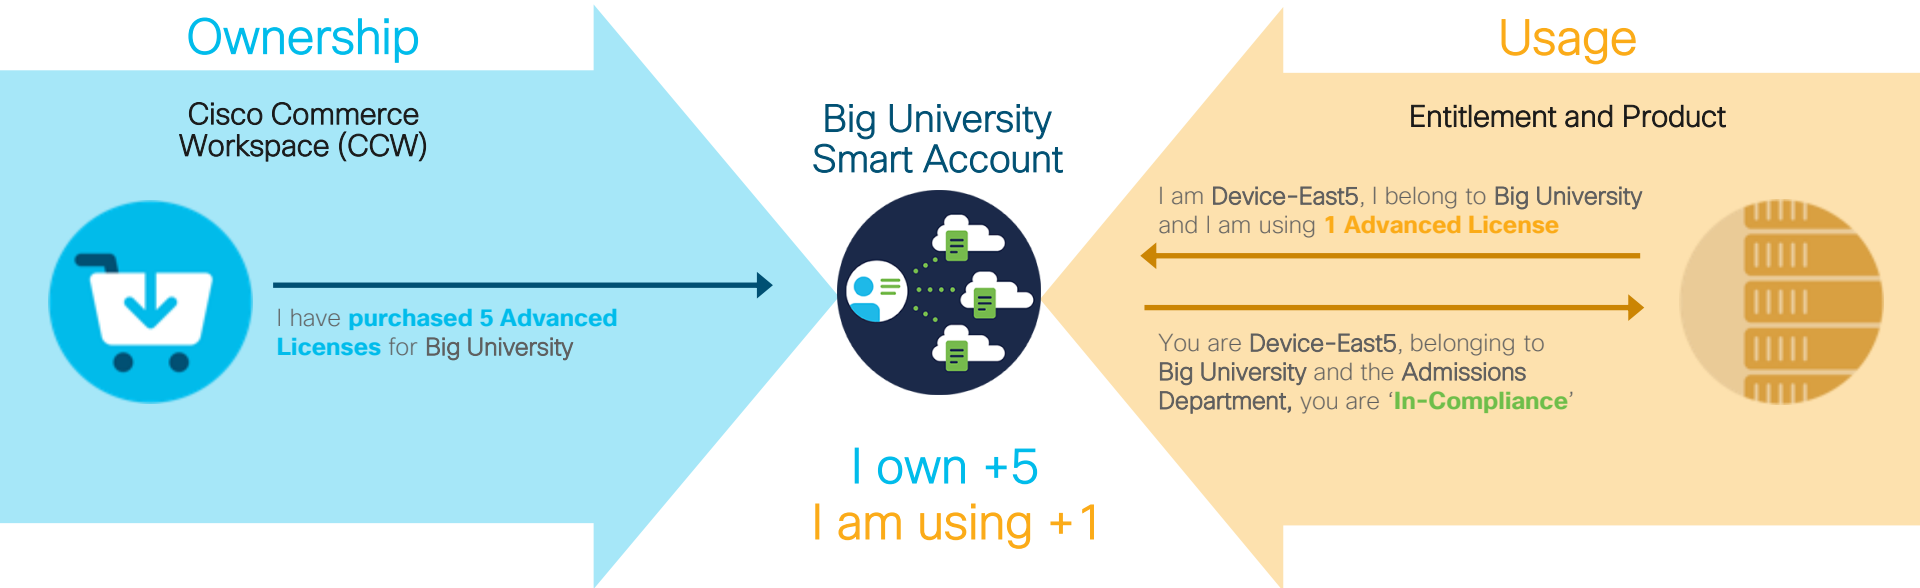 Ownership
Cisco Commerce
Workspace (CCW)
I have purchased 5 Advanced
Licenses for Big University
Big University
Smart Account
I own +5
I am using +1
Usage
Entitlement and Product
I am Device-East5, I belong to Big University
and I am using 1 Advanced License
You are Device-East5, belonging to
Big University and the Admissions
Department, you are ‘In-Compliance’